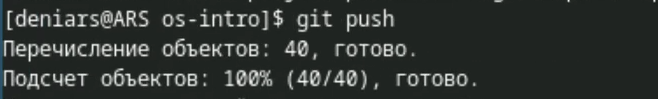 [deniars@ARS os-intro]$ git push
Перечисление объектов: 40, готово.
Подсчет объектов: 100% (40/40), готово.